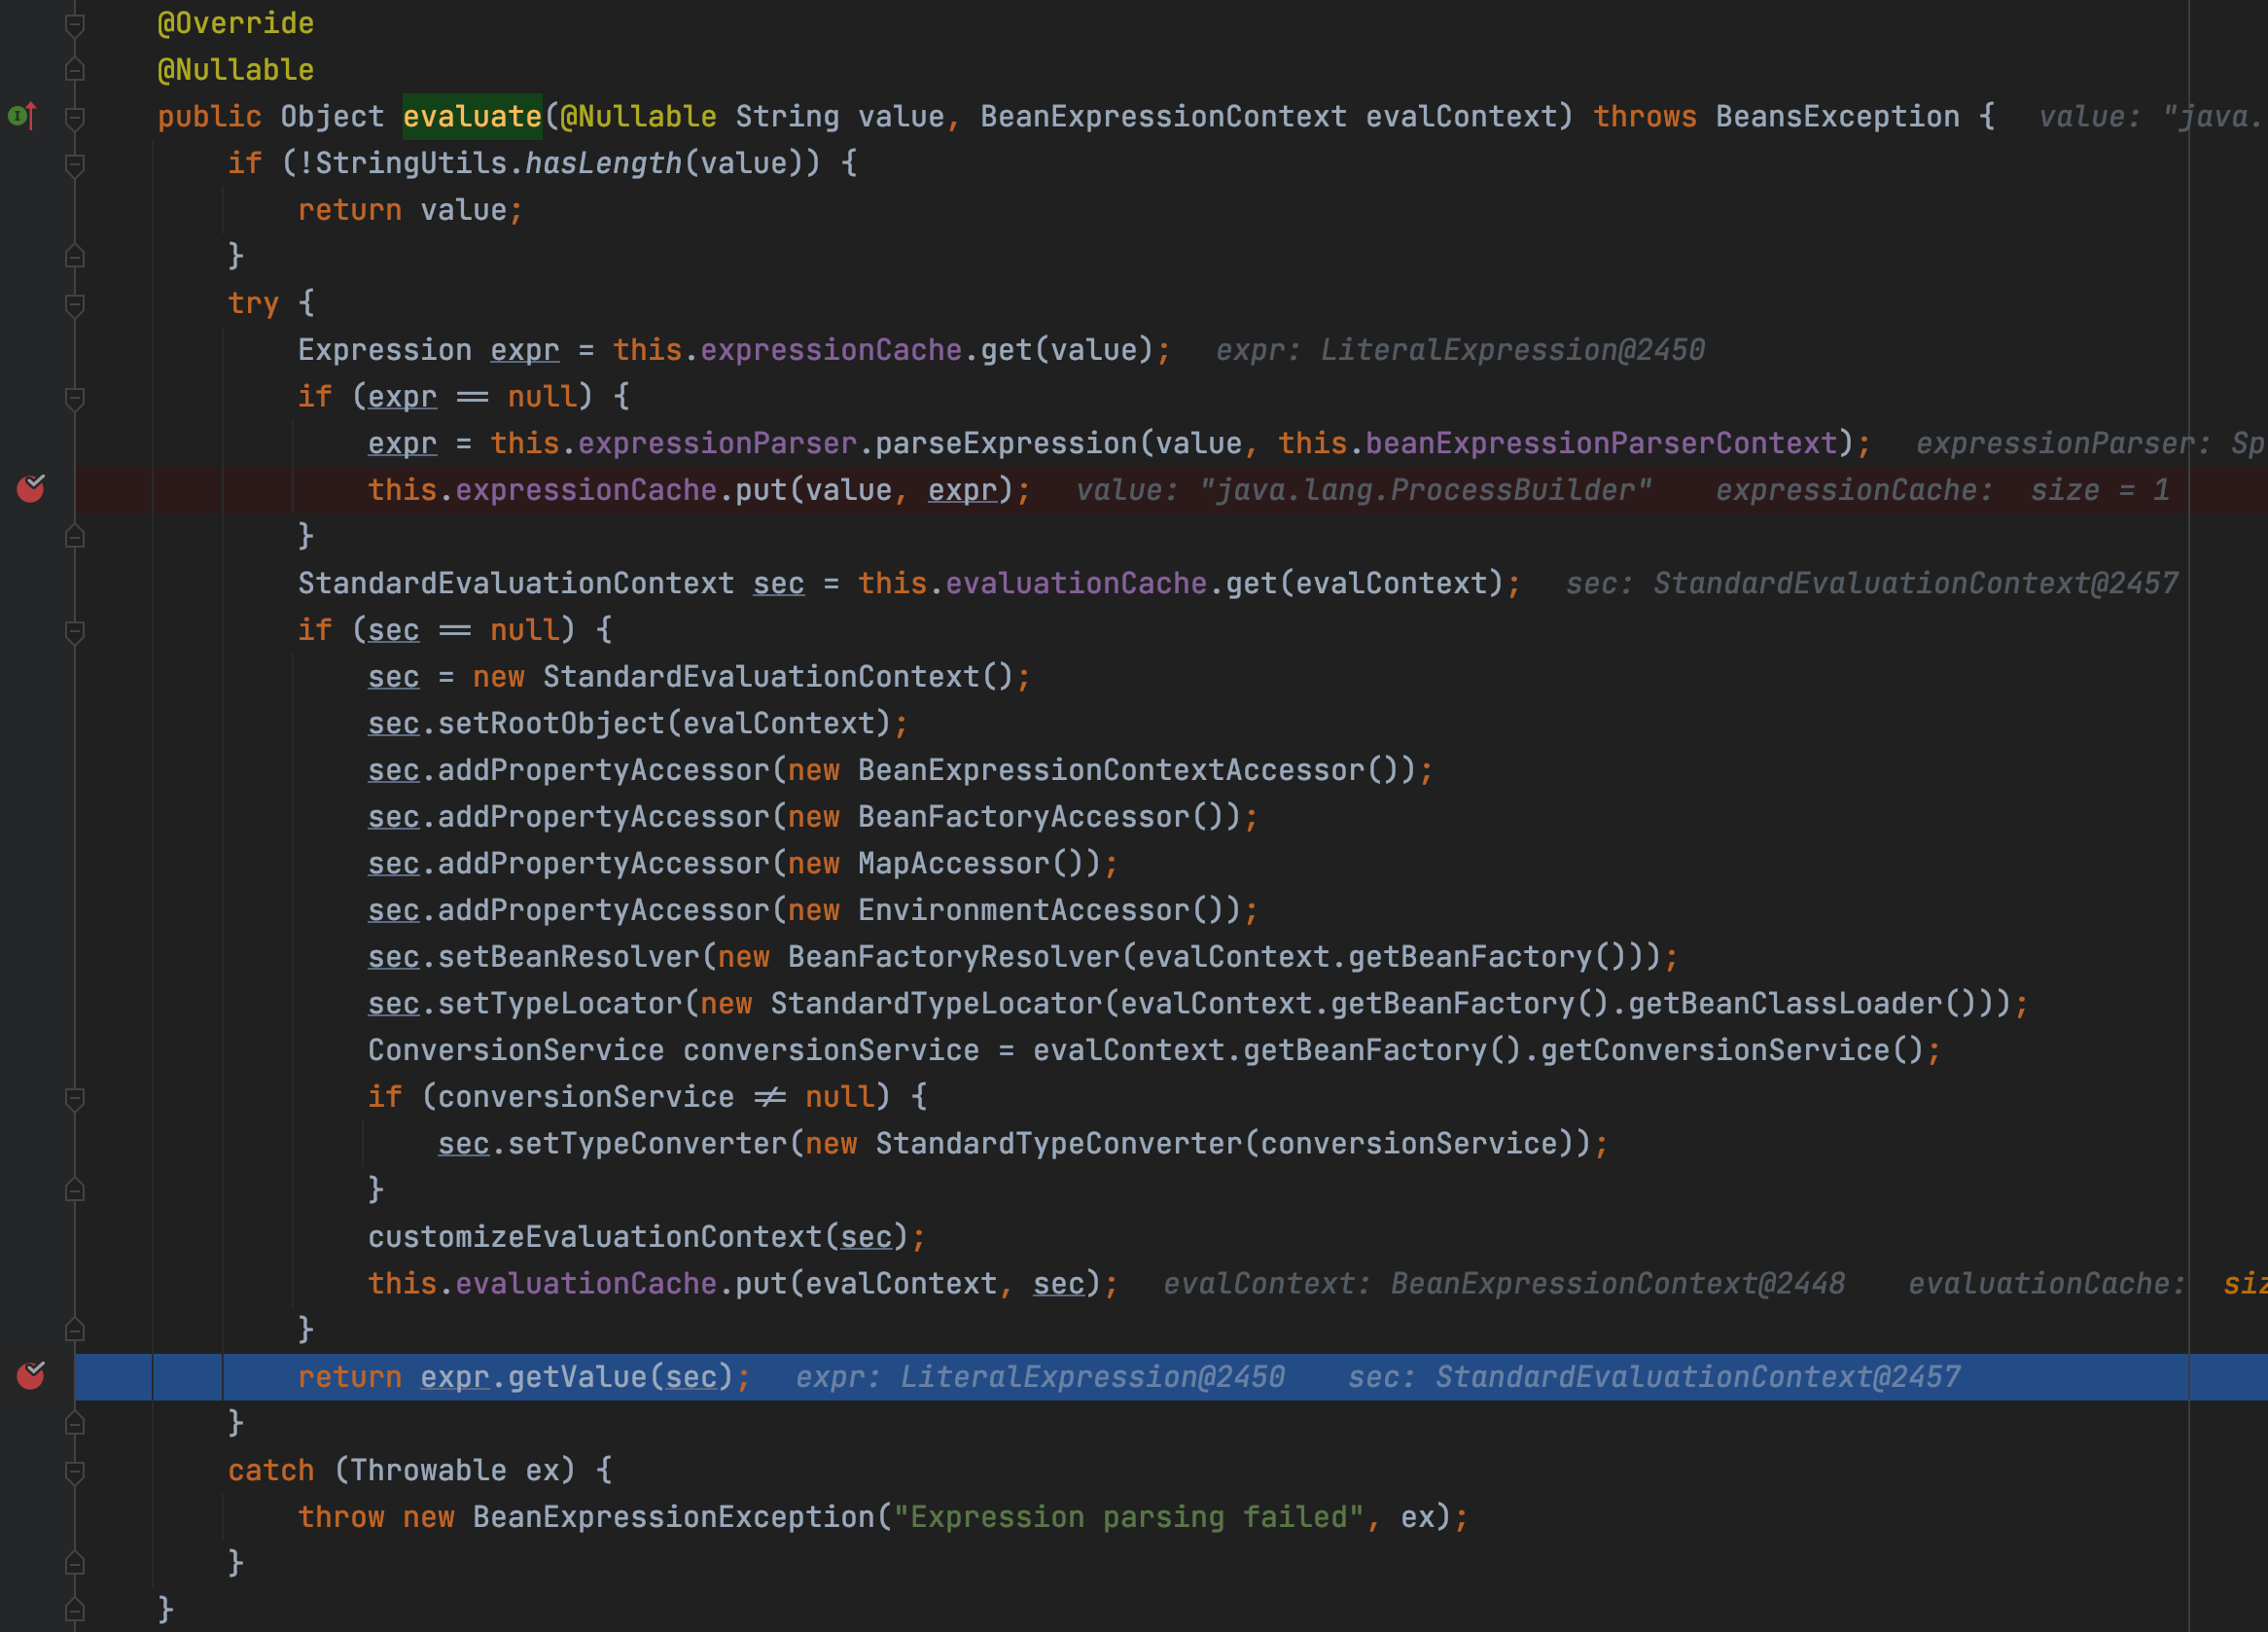 @Override
@Nullable
public Object evaluate(@Nullable String value, BeanExpressionContext evalContext) throws BeansException {  value: "java.
if (!StringUtils.hasLength(value)) {
return value;
}
try {
Expression expr = this.expressionCache.get(value);  expr: LiteralExpression@2450
if (expr == null) {
expr = this.expressionParser.parseExpression(value, this.beanExpressionParserContext);  expressionParser: Sp
this.expressionCache.put(value, expr);  value: "java.lang.ProcessBuilder"  expressionCache:  size = 1
}
StandardEvaluationContext sec = this.evaluationCache.get(evalContext);  sec: StandardEvaluationContext@2457
if (sec == null) {
sec = new StandardEvaluationContext();
sec.setRootObject(evalContext);
sec.addPropertyAccessor(new BeanExpressionContextAccessor());
sec.addPropertyAccessor(new BeanFactoryAccessor());
sec.addPropertyAccessor(new MapAccessor());
sec.addPropertyAccessor(new EnvironmentAccessor());
sec.setBeanResolver(new BeanFactoryResolver(evalContext.getBeanFactory()));
sec.setTypeLocator(new StandardTypeLocator(evalContext.getBeanFactory().getBeanClassLoader()));
ConversionService conversionService = evalContext.getBeanFactory().getConversionService();
if (conversionService != null) {
sec.setTypeConverter(new StandardTypeConverter(conversionService));
}
customizeEvaluationContext(sec);
this.evaluationCache.put(evalContext, sec);  evalContext: BeanExpressionContext@2448  evaluationCache:  siz
}
return expr.getValue(sec);  expr: LiteralExpression@2450  sec: StandardEvaluationContext@2457
}
catch (Throwable ex) {
throw new BeanExpressionException("Expression parsing failed", ex);
}
}